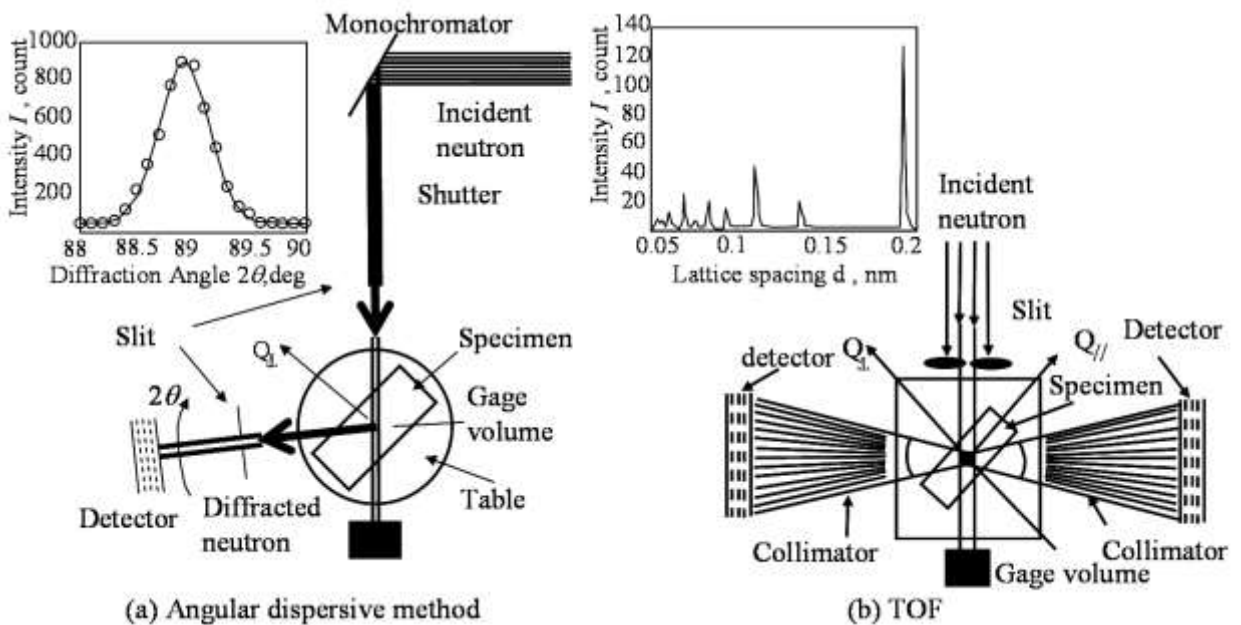 Monochromator
1000
800
600
400
200
Intensity I , count
88
88.5
89
89.5
90
Diffraction Angle 2θ,deg
Incident
neutron
Shutter
Slit
Q⊥
Specimen
Gage
volume
2θ
Table
Detector
Diffracted
neutron
(a) Angular dispersive method
140
120
100
80
60
40
20
Intensity I , count
0.05
0.1
0.15
0.2
Lattice spacing d , nm
Incident
neutron
Slit
detector
Q⊥
Q//
Detector
Specimen
Collimator
Collimator
Gage volume
(b) TOF